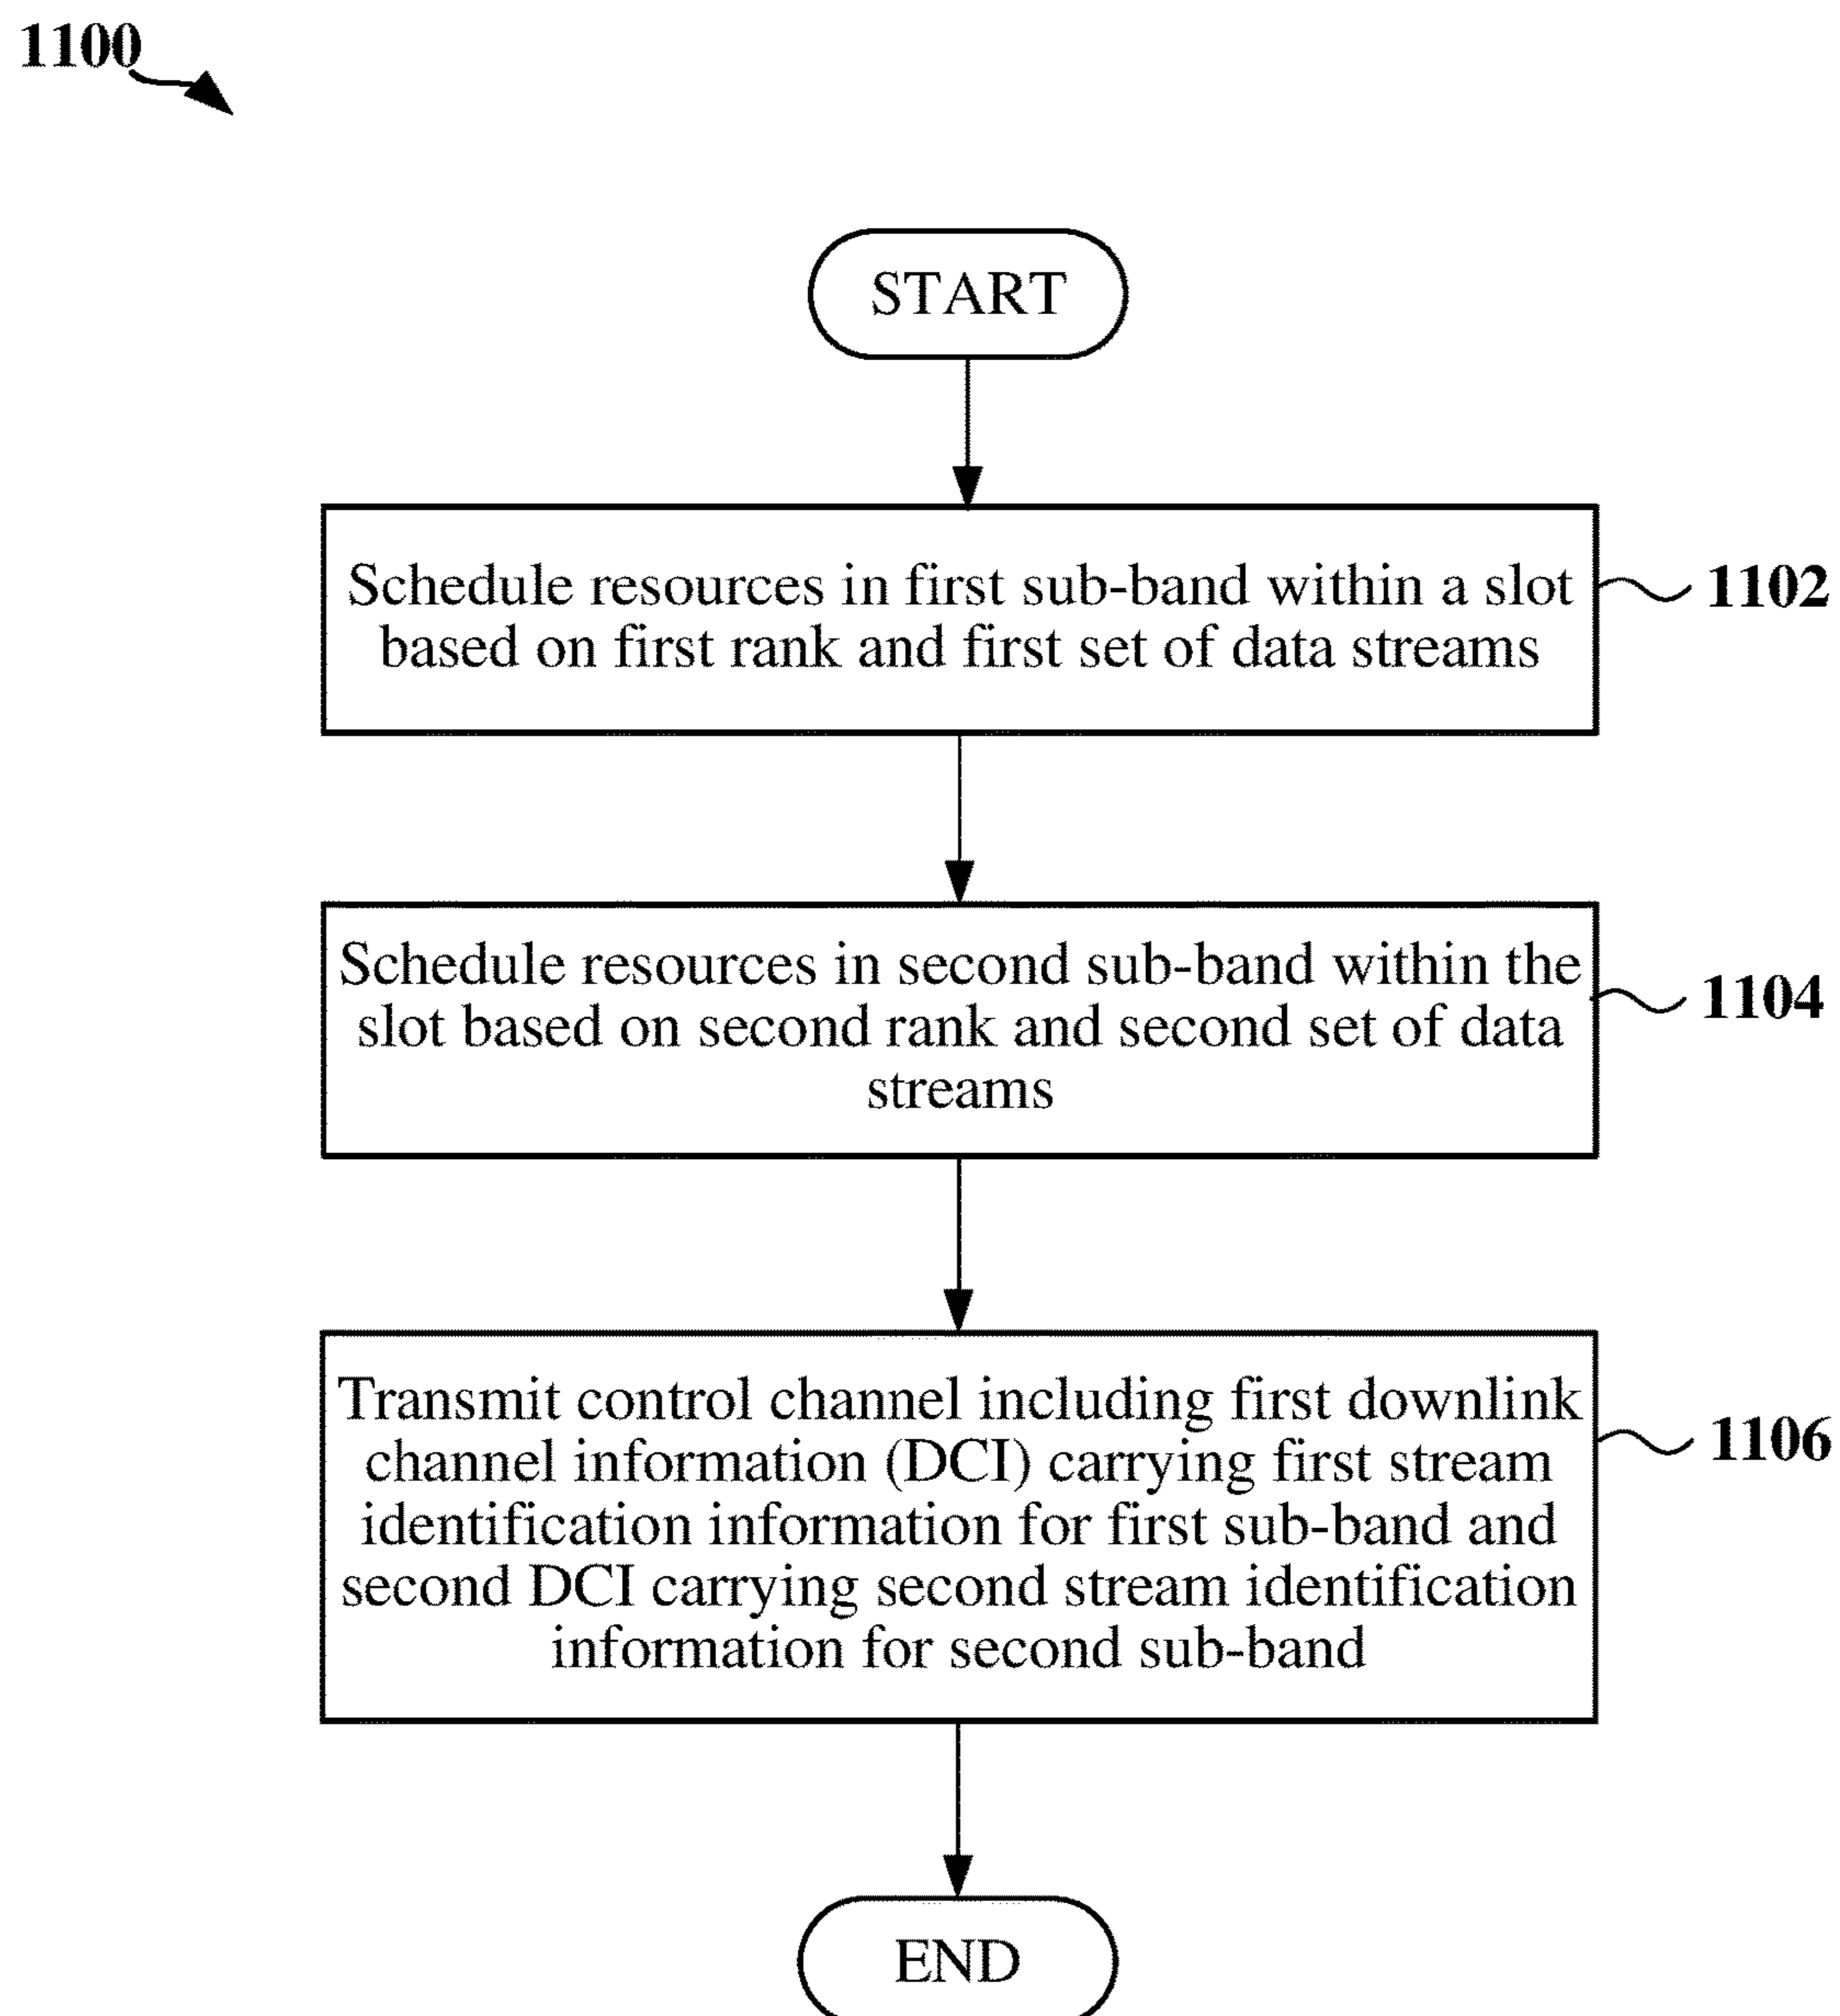 1100
START
Schedule resources in first sub-band within a slot
based on first rank and first set of data streams
1102
Schedule resources in second sub-band within the
slot based on second rank and second set of data
streams
1104
Transmit control channel including first downlink
channel information (DCI) carrying first stream
identification information for first sub-band and
second DCI carrying second stream identification
information for second sub-band
1106
END